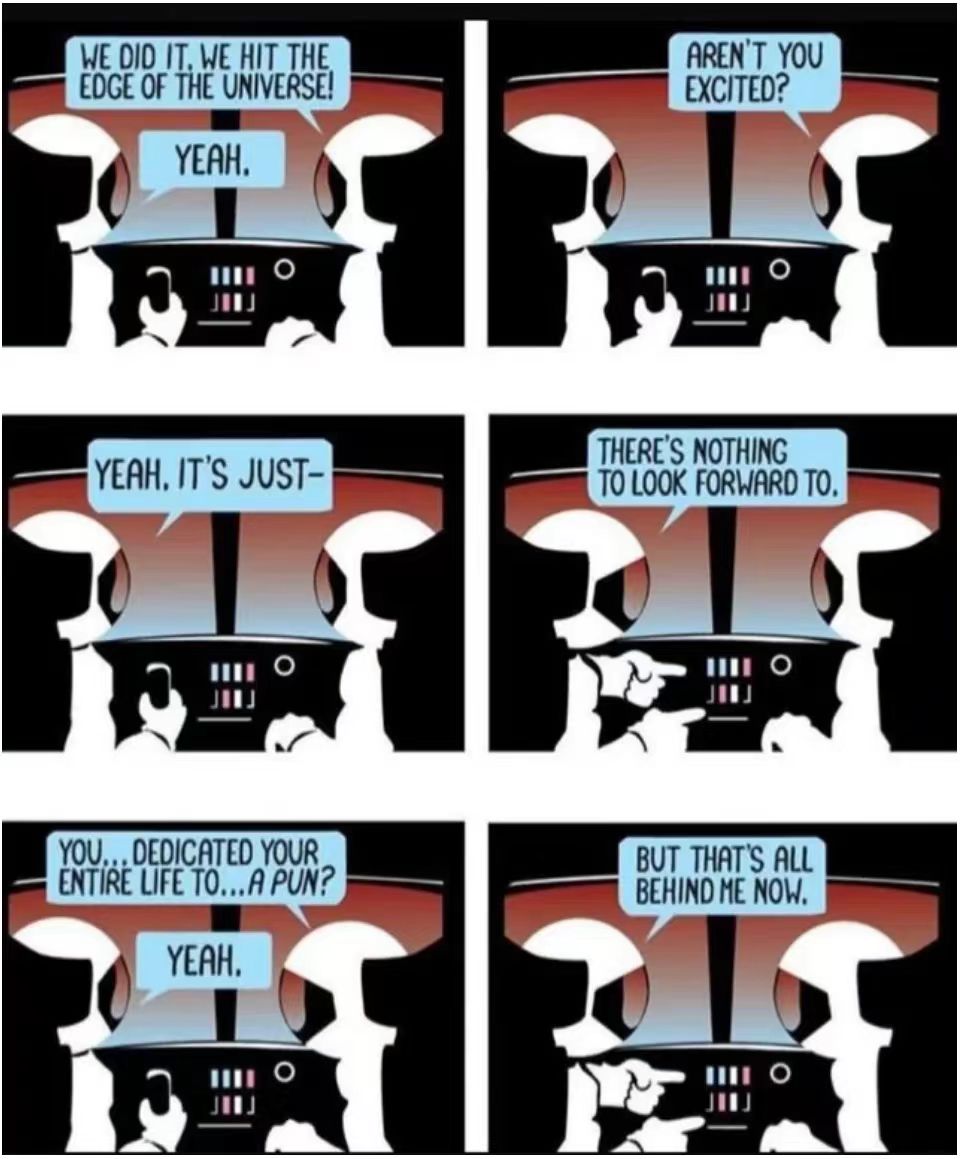 WE DID IT. WE HIT THE
EDGE OF THE UNIVERSE!
YEAH.
AREN'T YOU
EXCITED?
YEAH. IT'S JUST-
THERE'S NOTHING
TO LOOK FORWARD TO.
YOU... DEDICATED YOUR
ENTIRE LIFE TO... A PUN?
YEAH.
BUT THAT'S ALL
BEHIND ME NOW.